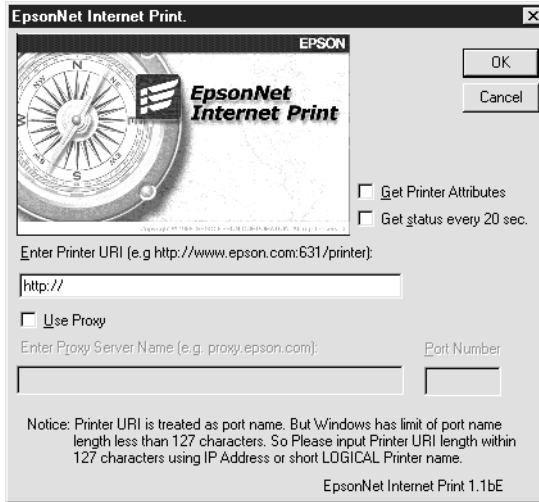 EpsonNet Internet Print.
EPSON
N
W
S
EpsonNet
Internet Print
OK
Cancel
Get Printer Attributes
Get status every 20 sec.
Enter Printer URI (e.g http://www.epson.com:631/printer):
http://
Use Proxy
Enter Proxy Server Name (e.g. proxy.epson.com):
Port Number
Notice: Printer URI is treated as port name. But Windows has limit of port name
length less than 127 characters. So Please input Printer URI length within
127 characters using IP Address or short LOGICAL Printer name.
EpsonNet Internet Print 1.1bE